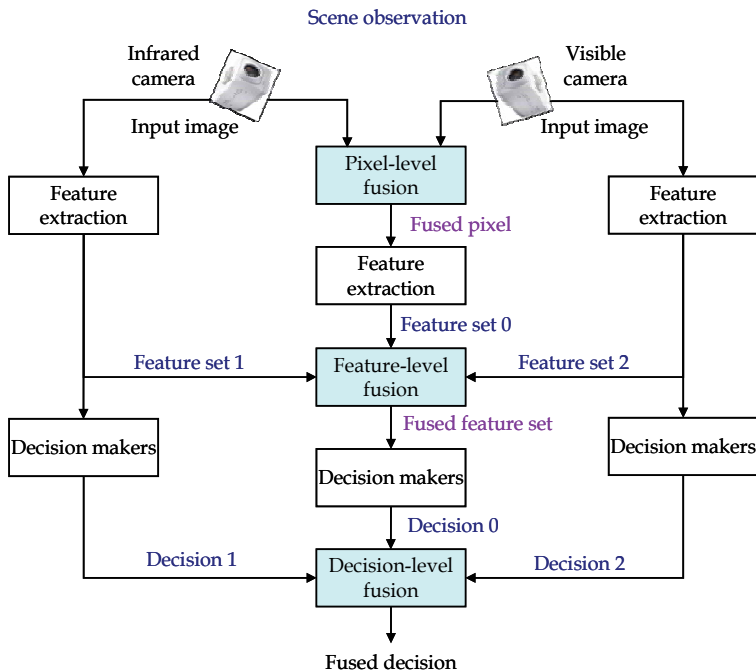 Scene observation
Infrared
camera
Visible
camera
Input image
Input image
Pixel-level
fusion
Feature
extraction
Feature
extraction
Fused pixel
Feature
extraction
Feature set 0
Feature set 1
Feature-level
fusion
Feature set 2
Fused feature set
Decision makers
Decision makers
Decision makers
Decision 0
Decision 1
Decision-level
fusion
Decision 2
Fused decision